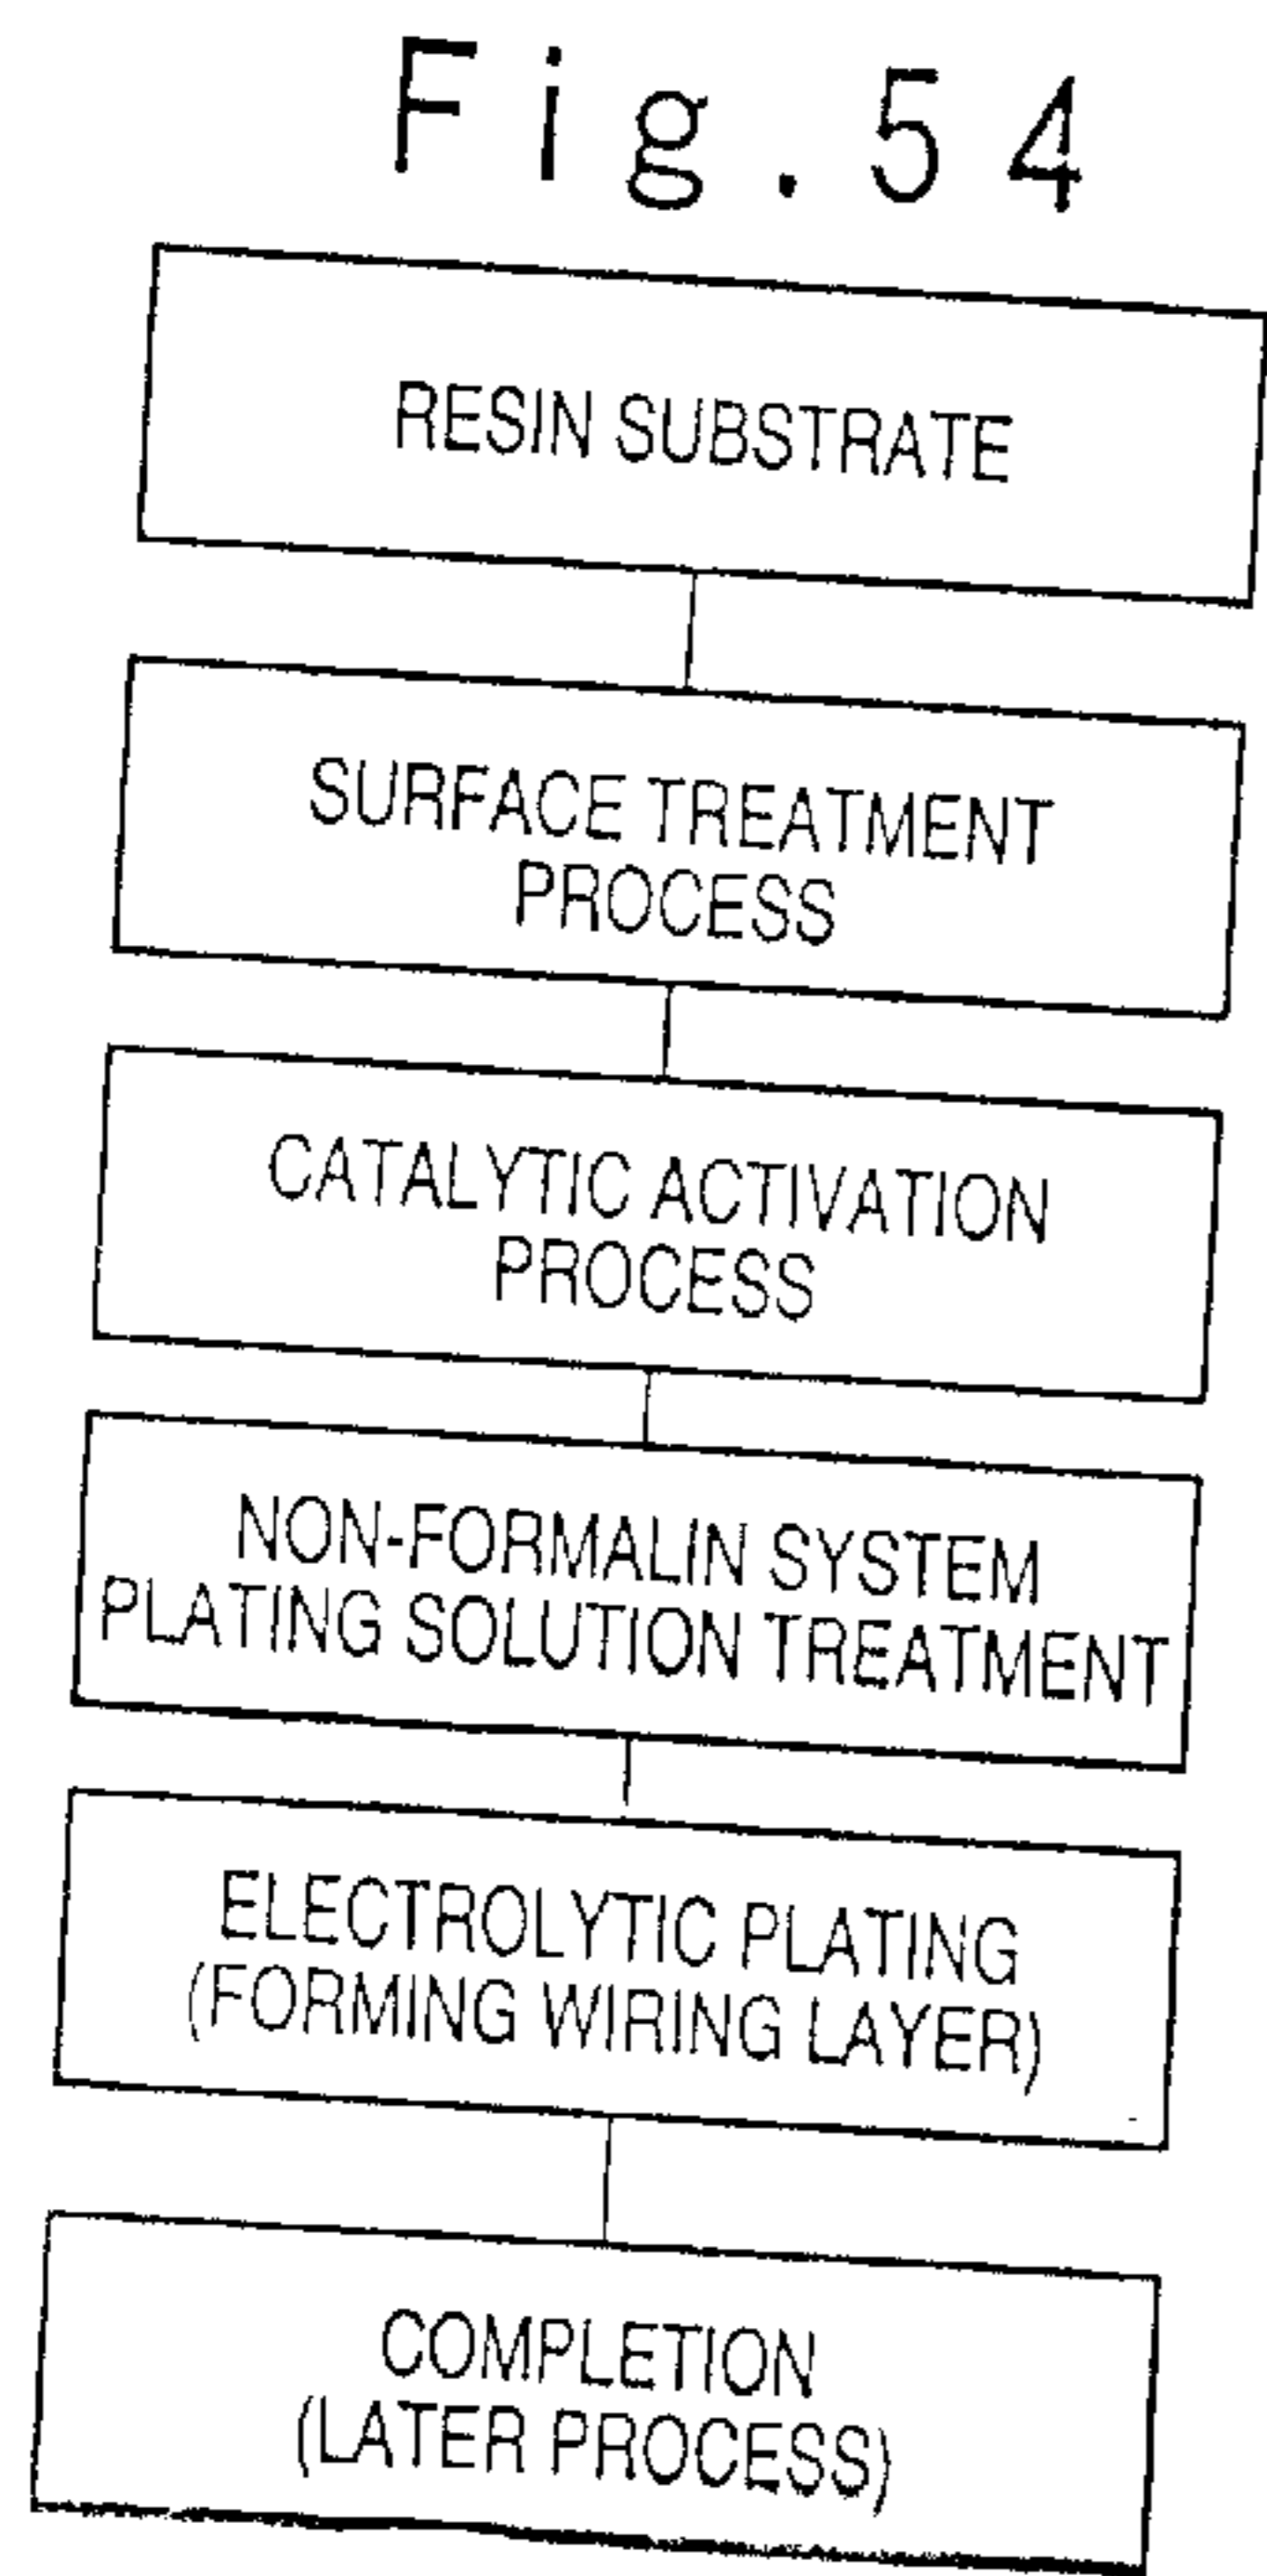 Fig.54
RESIN SUBSTRATE
SURFACE TREATMENT
PROCESS
CATALYTIC ACTIVATION
PROCESS
NON-FORMALIN SYSTEM
PLATING SOLUTION TREATMENT
ELECTROLYTIC PLATING
(FORMING WIRING LAYER)
COMPLETION
(LATER PROCESS)